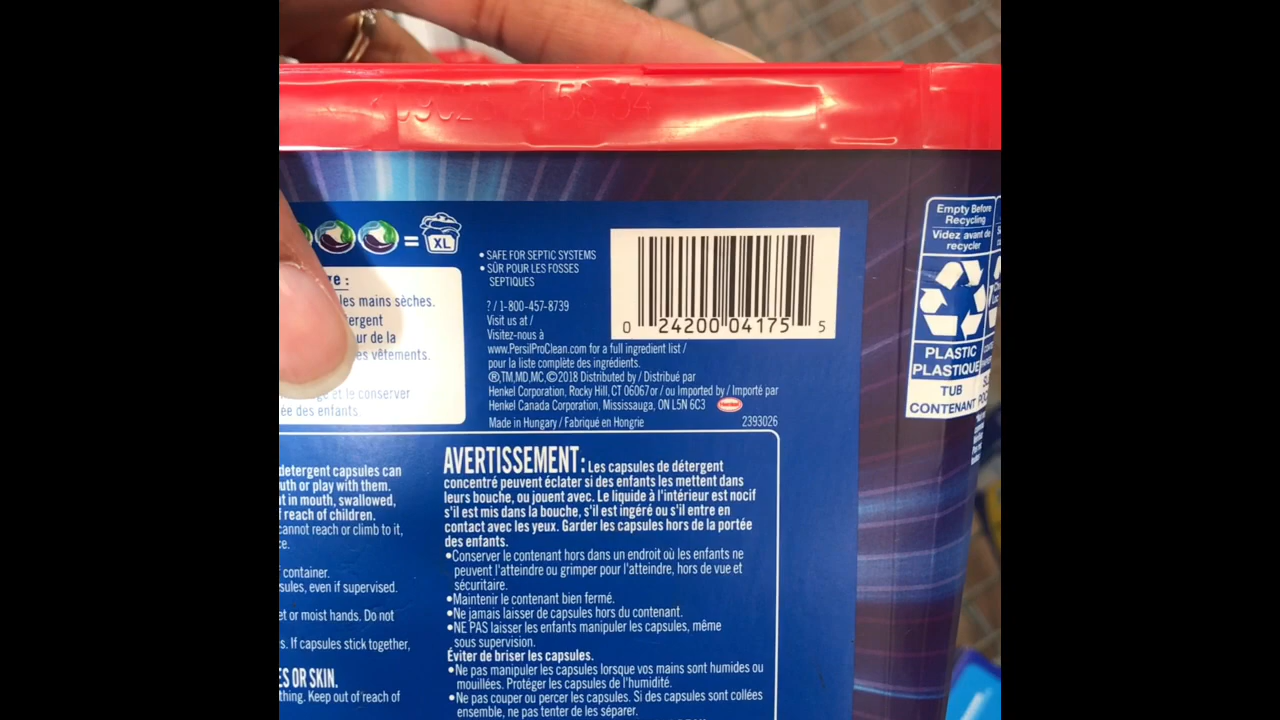 = XL
• SAFE FOR SEPTIC SYSTEMS
• SÛR POUR LES FOSSES
SEPTIQUES
? / 1-800-457-8739
Visit us at /
Visitez-nous à
www.PersilProClean.com for a full ingredient list /
pour la liste complète des ingrédients.
®,TM,MD,MC,©2018 Distributed by / Distribué par
Henkel Corporation, Rocky Hill, CT 06067 or / ou Imported by / Importé par
Henkel Canada Corporation, Mississauga, ON L5N 6C3 Henkel
Made in Hungary / Fabriqué en Hongrie 2393026
0 24200 04175 5
Empty Before
Recycling
Videz avant de
recycler
PLASTIC
PLASTIQUE
TUB
CONTENANT
les mains sèches.
ur de la
es vêtements.
et le conserver
ée des enfants.
detergent capsules can
uth or play with them.
ut in mouth, swallowed,
f reach of children.
cannot reach or climb to it,
ce.
container.
sules, even if supervised.
et or moist hands. Do not
s. If capsules stick together,
ES OR SKIN.
thing. Keep out of reach of
AVERTISSEMENT : Les capsules de détergent
concentré peuvent éclater si des enfants les mettent dans
leurs bouche, ou jouent avec. Le liquide à l'intérieur est nocif
s'il est mis dans la bouche, s'il est ingéré ou s'il entre en
contact avec les yeux. Garder les capsules hors de la portée
des enfants.
•Conserver le contenant hors dans un endroit où les enfants ne
peuvent l'atteindre ou grimper pour l'atteindre, hors de vue et
sécuritaire.
•Maintenir le contenant bien fermé.
•Ne jamais laisser de capsules hors du contenant.
•NE PAS laisser les enfants manipuler les capsules, même
sous supervision.
Éviter de briser les capsules.
•Ne pas manipuler les capsules lorsque vos mains sont humides ou
mouillées. Protéger les capsules de l'humidité.
•Ne pas couper ou percer les capsules. Si des capsules sont collées
ensemble, ne pas tenter de les séparer.